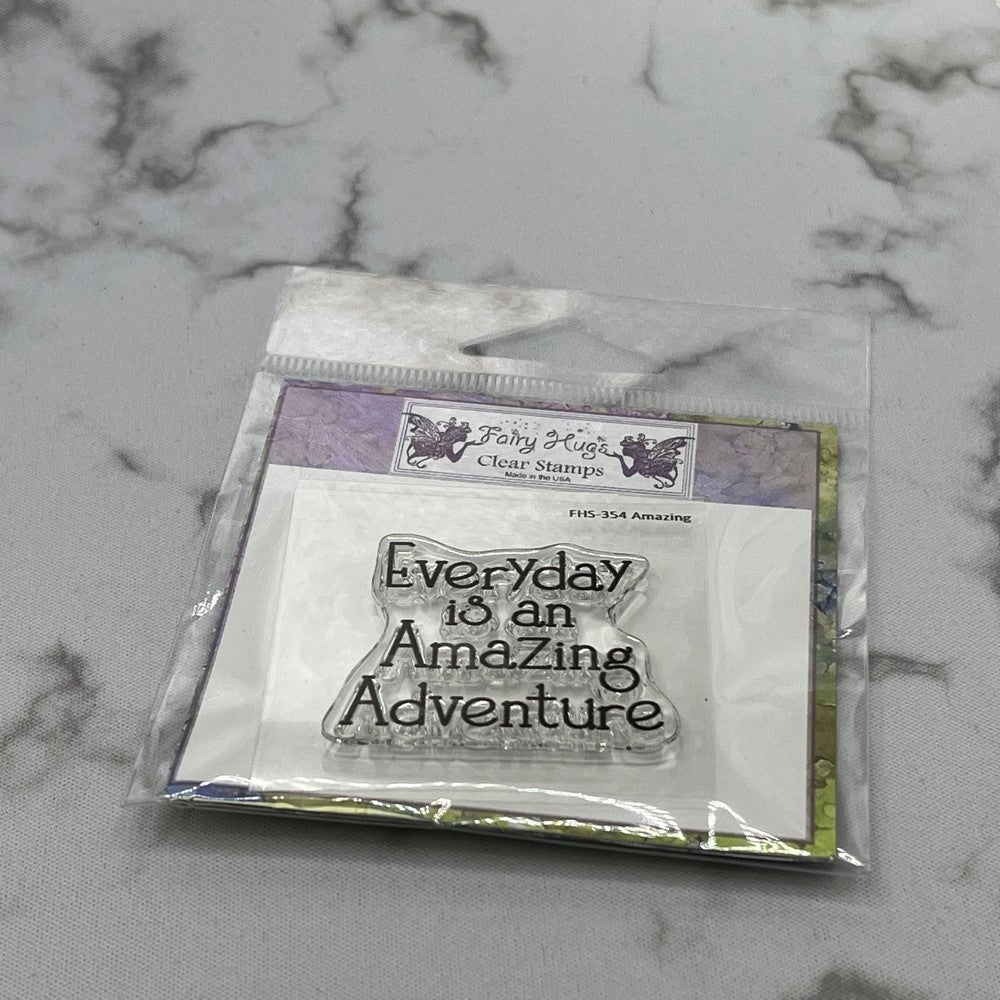 Fairy Hugs
Clear Stamps
Made in the USA
FHS-354 Amazing
Everyday
is an
Amazing
Adventure